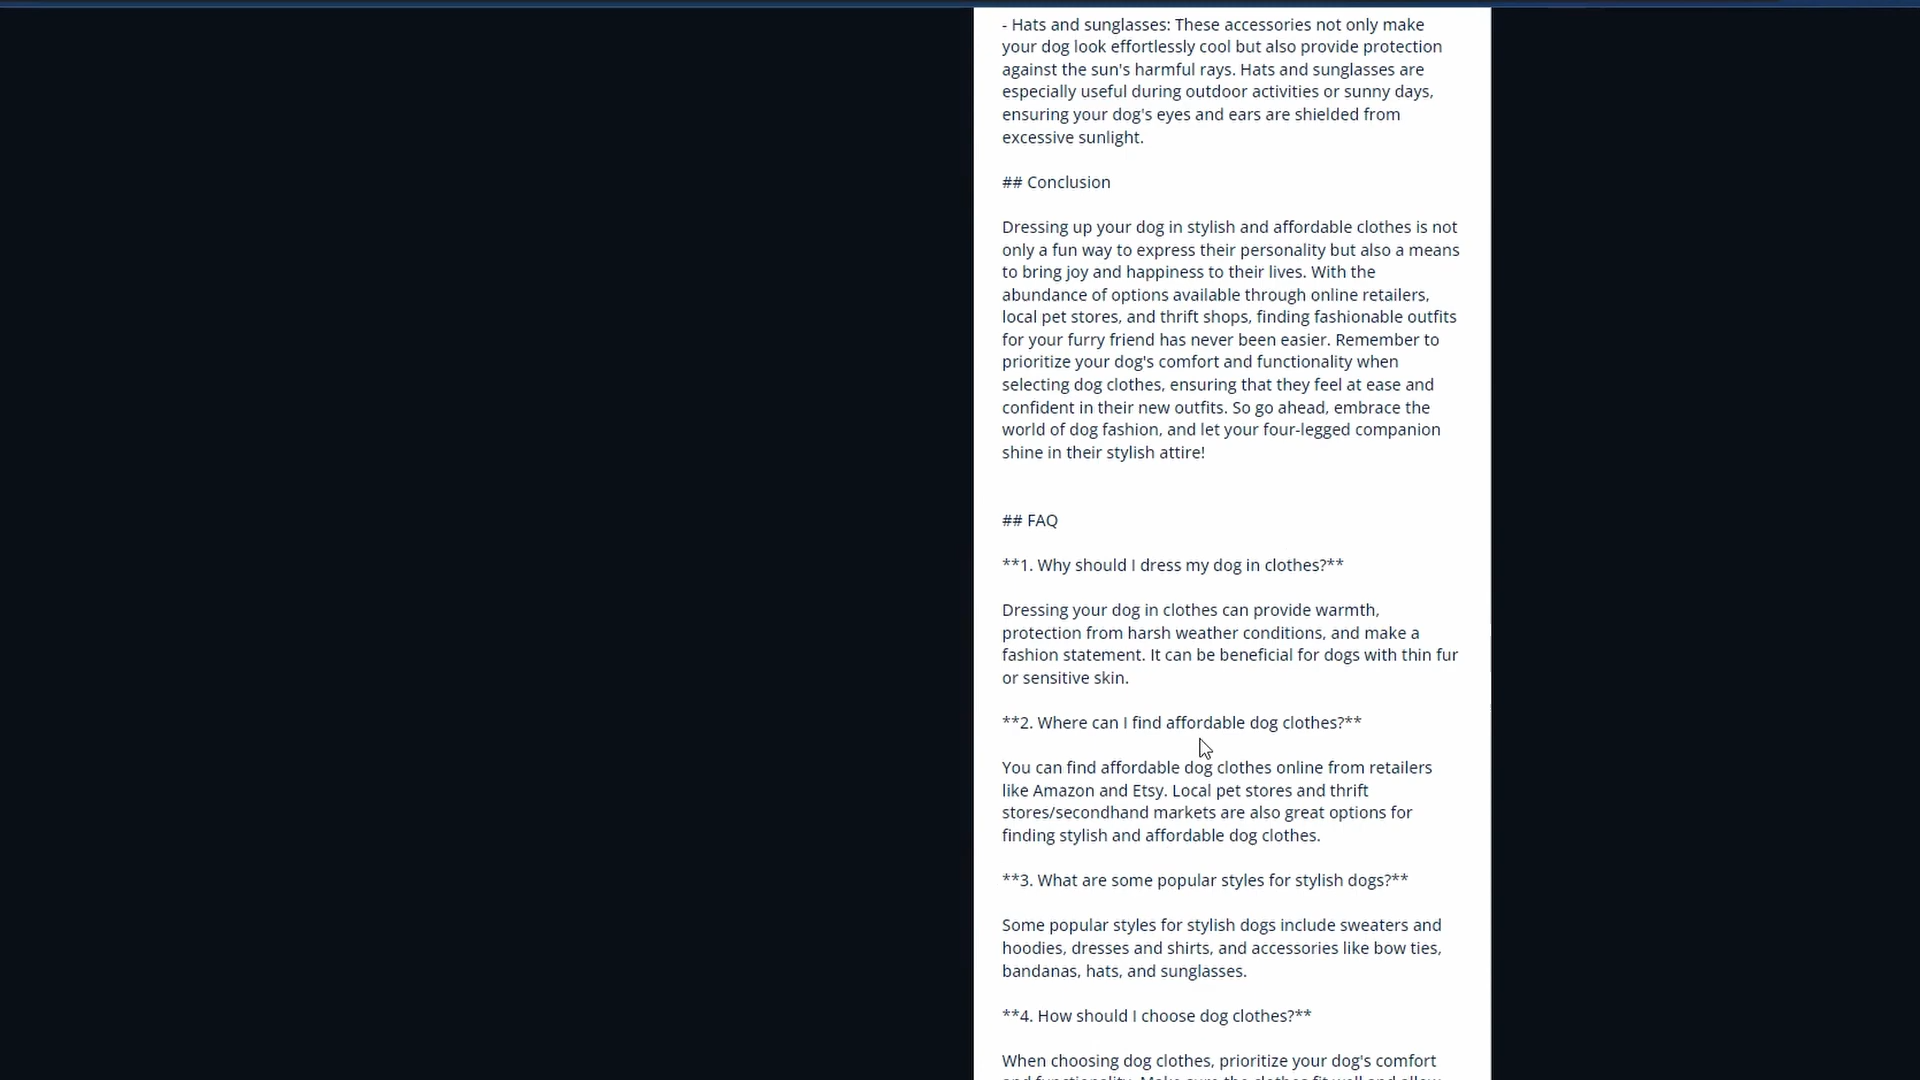 - Hats and sunglasses: These accessories not only make
your dog look effortlessly cool but also provide protection
against the sun's harmful rays. Hats and sunglasses are
especially useful during outdoor activities or sunny days,
ensuring your dog's eyes and ears are shielded from
excessive sunlight.
## Conclusion
Dressing up your dog in stylish and affordable clothes is not
only a fun way to express their personality but also a means
to bring joy and happiness to their lives. With the
abundance of options available through online retailers,
local pet stores, and thrift shops, finding fashionable outfits
for your furry friend has never been easier. Remember to
prioritize your dog's comfort and functionality when
selecting dog clothes, ensuring that they feel at ease and
confident in their new outfits. So go ahead, embrace the
world of dog fashion, and let your four-legged companion
shine in their stylish attire!
## FAQ
**1. Why should I dress my dog in clothes?**
Dressing your dog in clothes can provide warmth,
protection from harsh weather conditions, and make a
fashion statement. It can be beneficial for dogs with thin fur
or sensitive skin.
**2. Where can I find affordable dog clothes?**
You can find affordable dog clothes online from retailers
like Amazon and Etsy. Local pet stores and thrift
stores/secondhand markets are also great options for
finding stylish and affordable dog clothes.
**3. What are some popular styles for stylish dogs?**
Some popular styles for stylish dogs include sweaters and
hoodies, dresses and shirts, and accessories like bow ties,
bandanas, hats, and sunglasses.
**4. How should I choose dog clothes?**
When choosing dog clothes, prioritize your dog's comfort
and functionality. Make sure the clothes fit well and allow